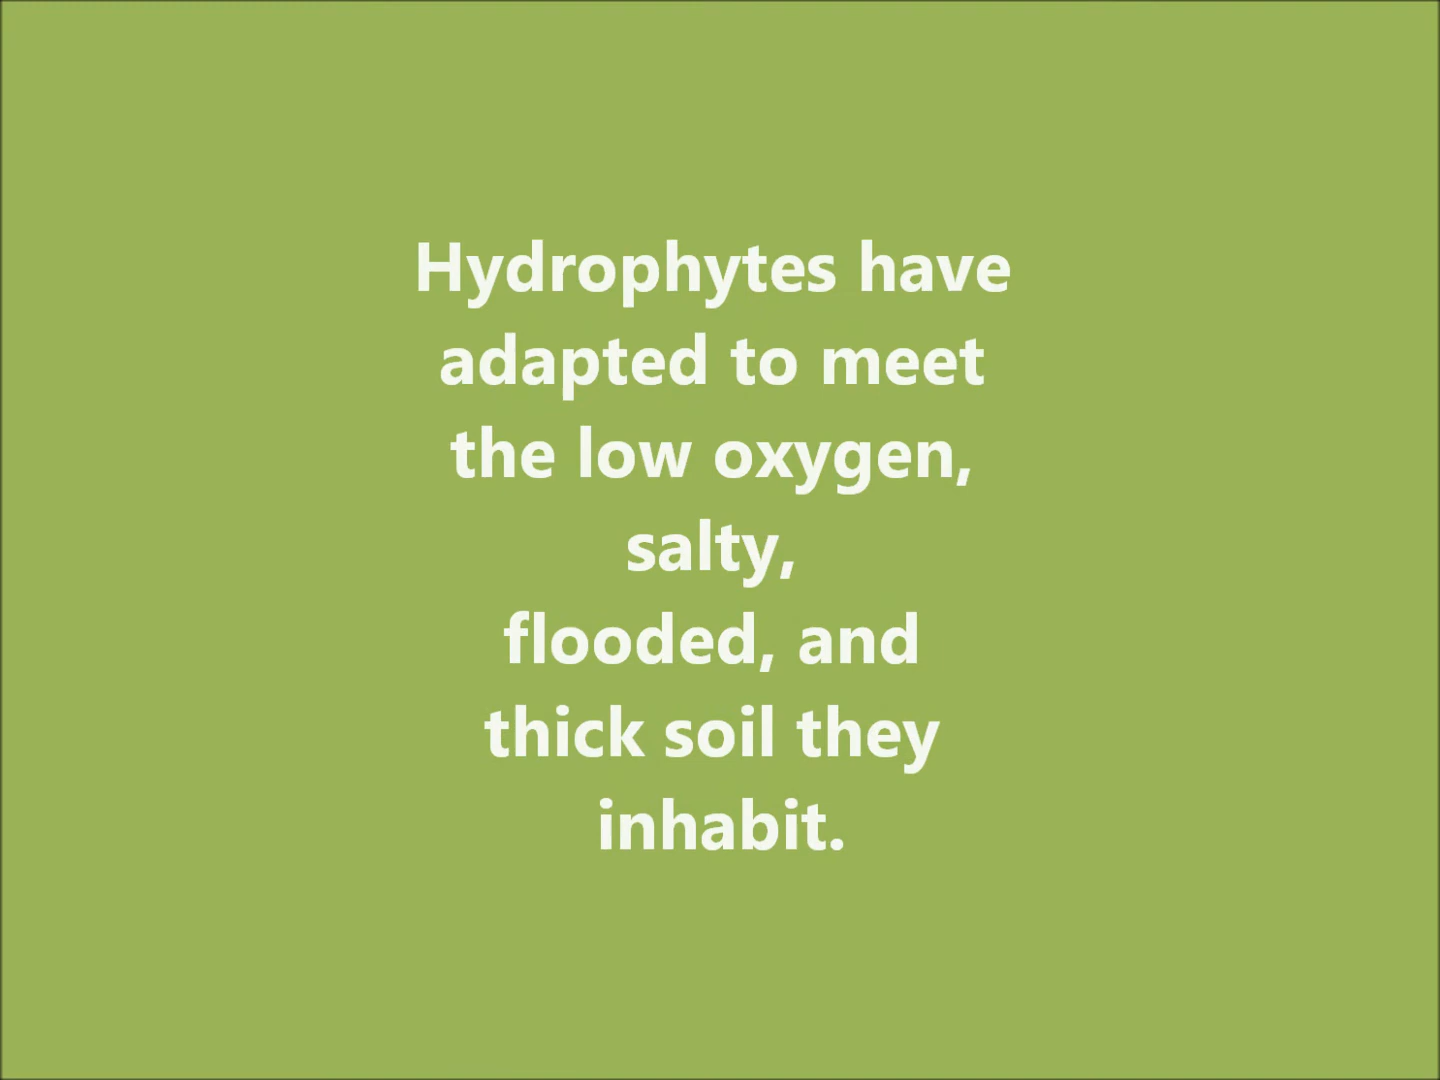 Hydrophytes have
adapted to meet
the low oxygen,
salty,
flooded, and
thick soil they
inhabit.